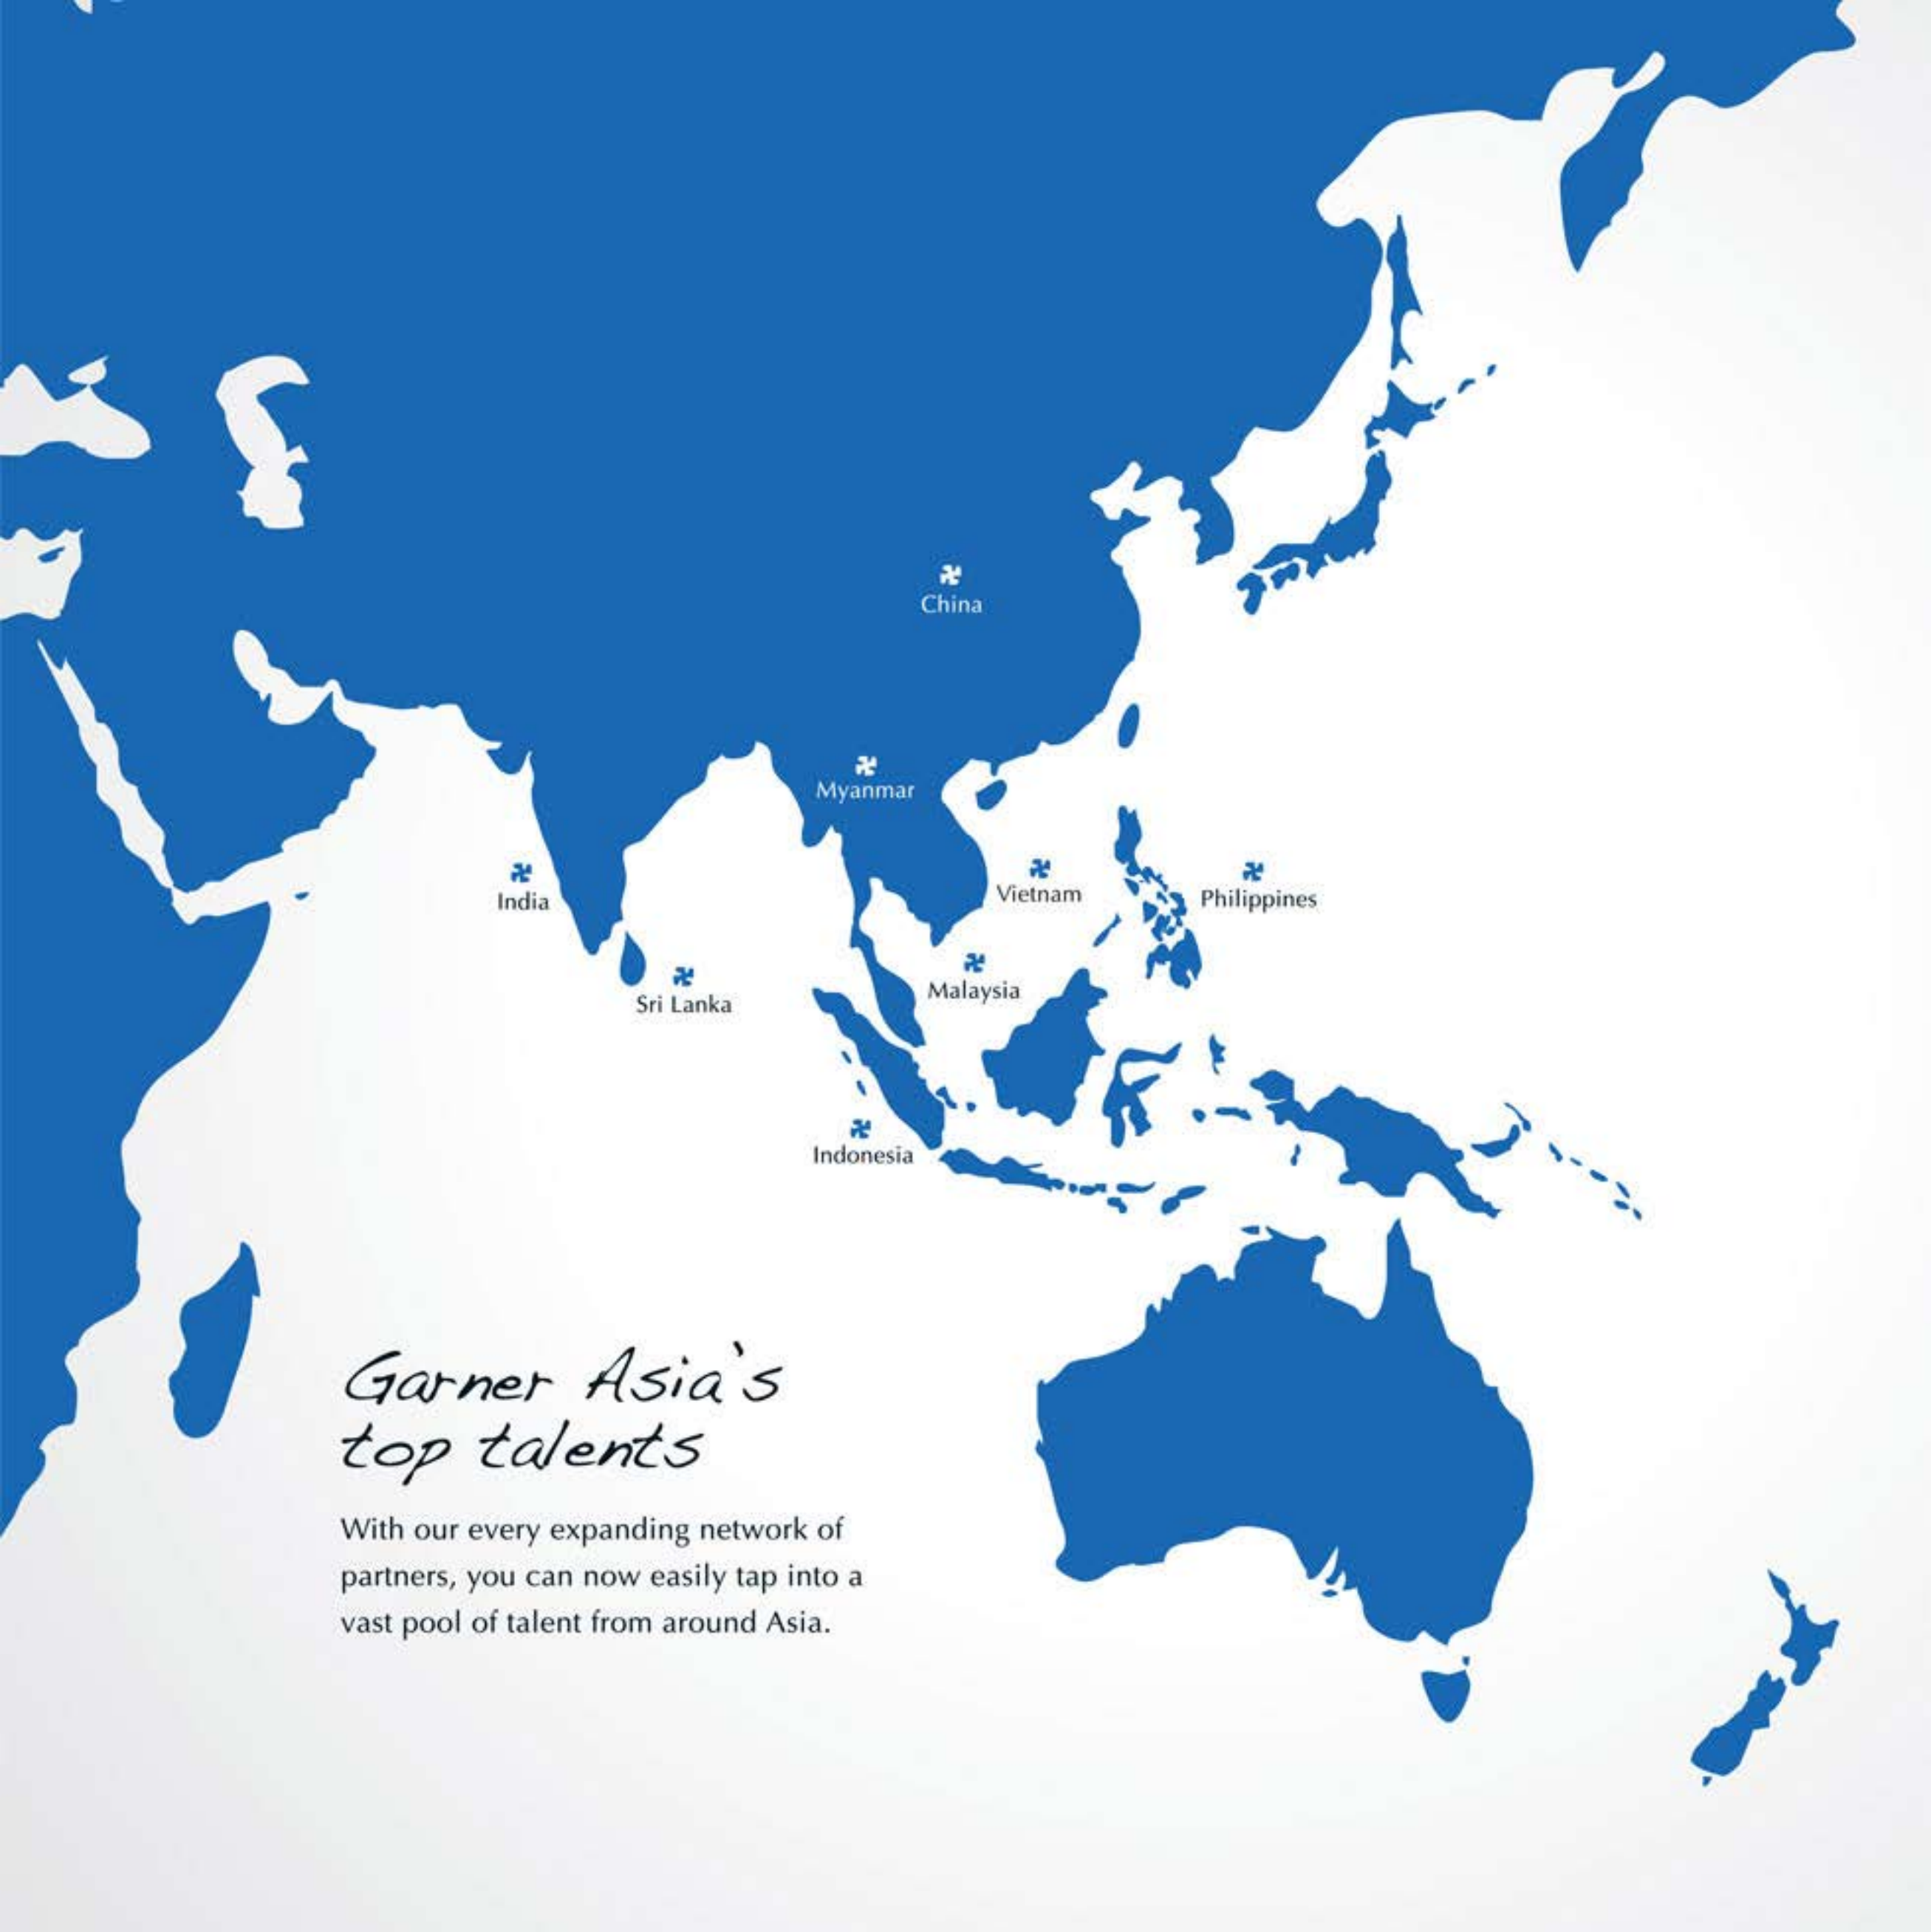 China
Myanmar
India
Vietnam
Philippines
Sri Lanka
Malaysia
Indonesia
Garner Asia's
top talents
With our every expanding network of
partners, you can now easily tap into a
vast pool of talent from around Asia.